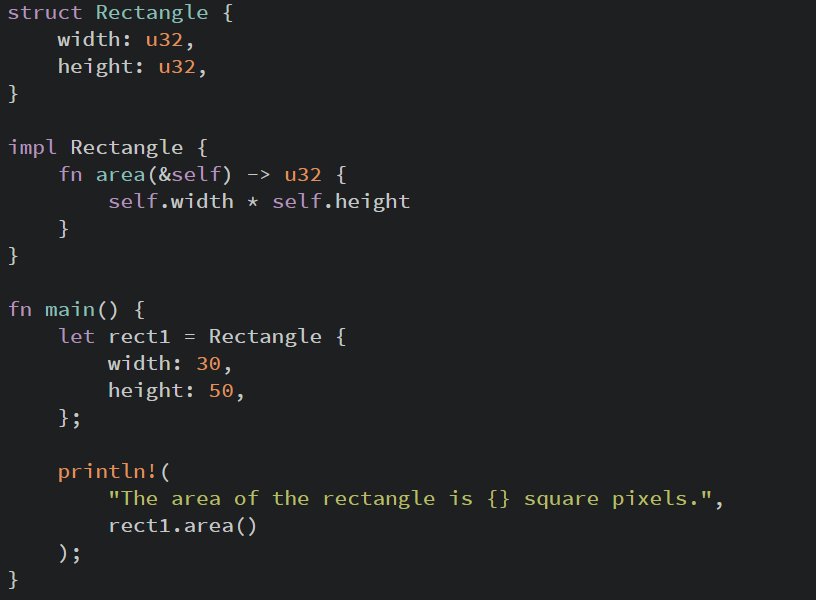 struct Rectangle {
    width: u32,
    height: u32,
}

impl Rectangle {
    fn area(&self) -> u32 {
        self.width * self.height
    }
}

fn main() {
    let rect1 = Rectangle {
        width: 30,
        height: 50,
    };

    println!(
        "The area of the rectangle is {} square pixels.",
        rect1.area()
    );
}